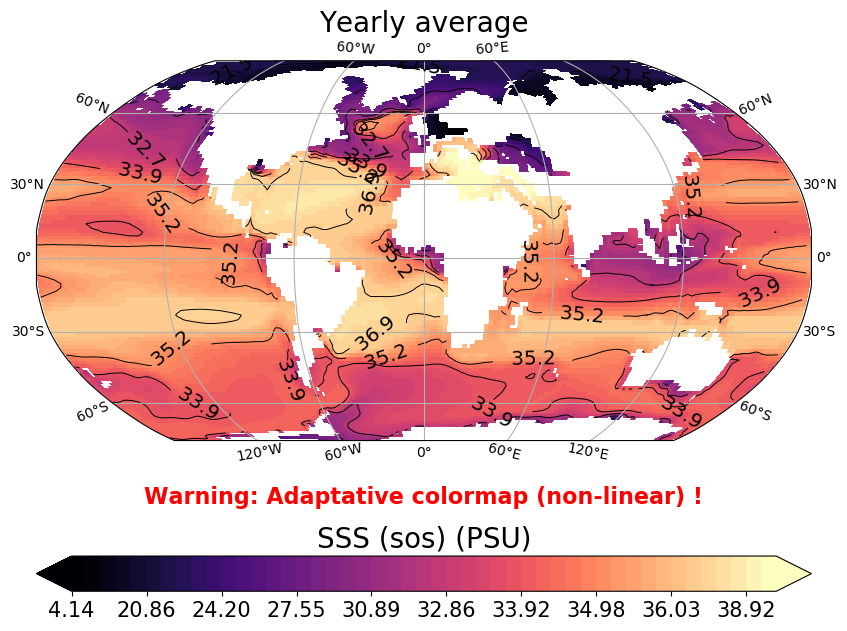 Yearly average
60°W 0° 60°E
21.2 21.5 21.5
60°N 60°N
32.7 32.7
33.9 33.9 35.8
30°N 36.9 35.2 30°N
35.2
0° 35.2 35.2 35.2 0°
33.9
30°S 36.9 35.2 30°S
35.2 35.2 35.2
33.9 33.9 33.9 33.9
60°S 60°S
120°W 60°W 0° 60°E 120°E
Warning: Adaptative colormap (non-linear) !
SSS (sos) (PSU)
4.14 20.86 24.20 27.55 30.89 32.86 33.92 34.98 36.03 38.92